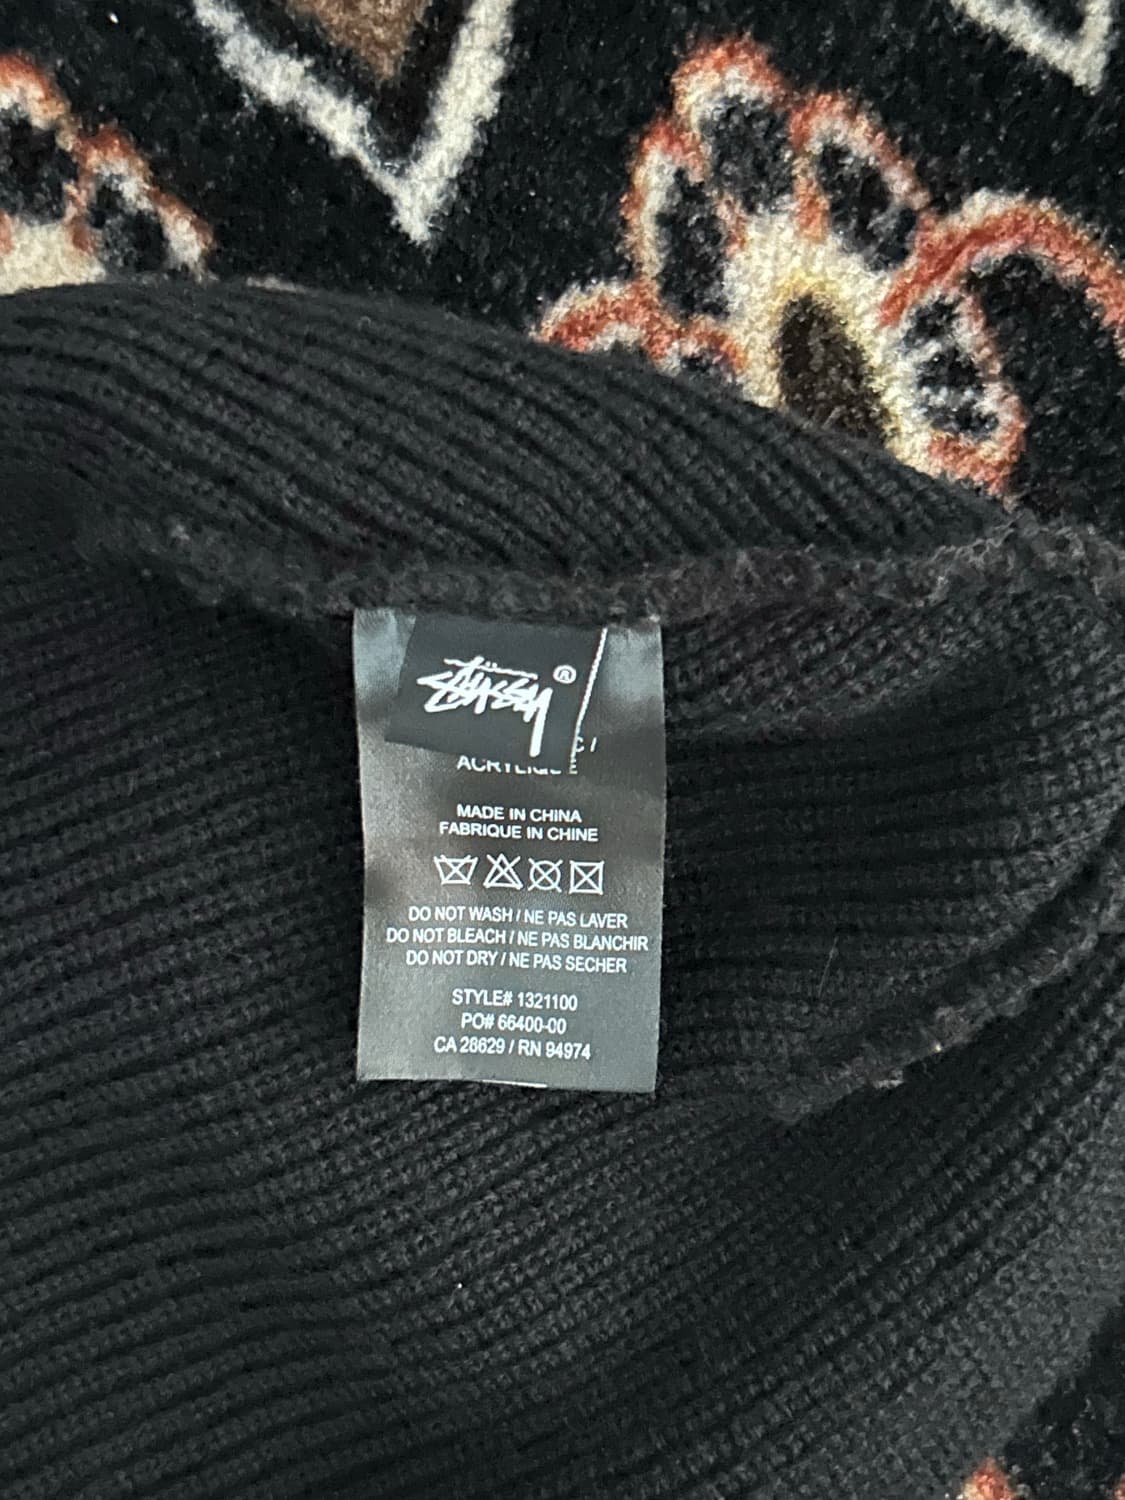 STÜSSY ®
C /
ACRYLIQUE
MADE IN CHINA
FABRIQUE IN CHINE
DO NOT WASH / NE PAS LAVER
DO NOT BLEACH / NE PAS BLANCHIR
DO NOT DRY / NE PAS SECHER
STYLE# 1321100
PO# 66400-00
CA 28629 / RN 94974